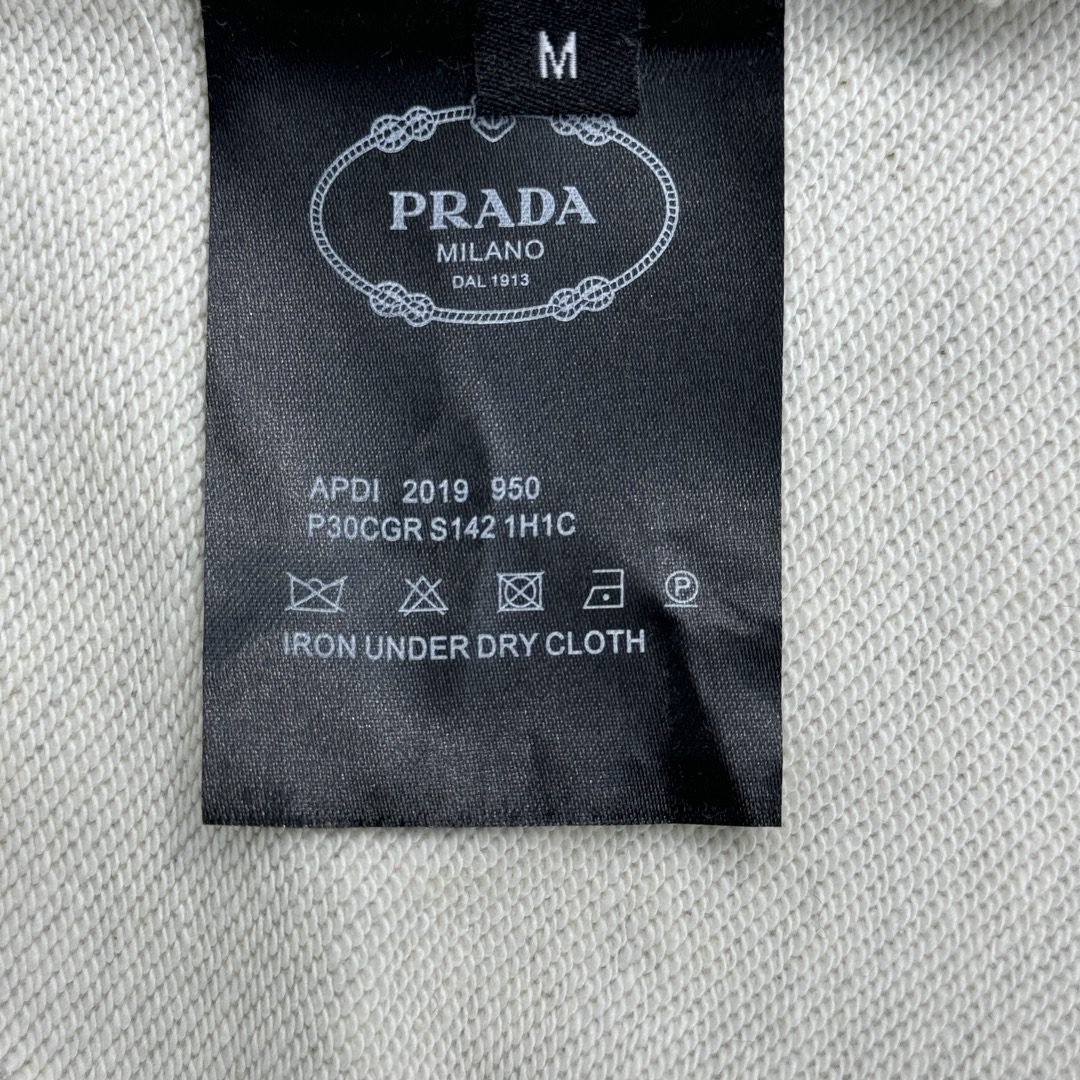 M
PRADA
MILANO
DAL 1913
APDI 2019 950
P30CGR S142 1H1C
P
IRON UNDER DRY CLOTH